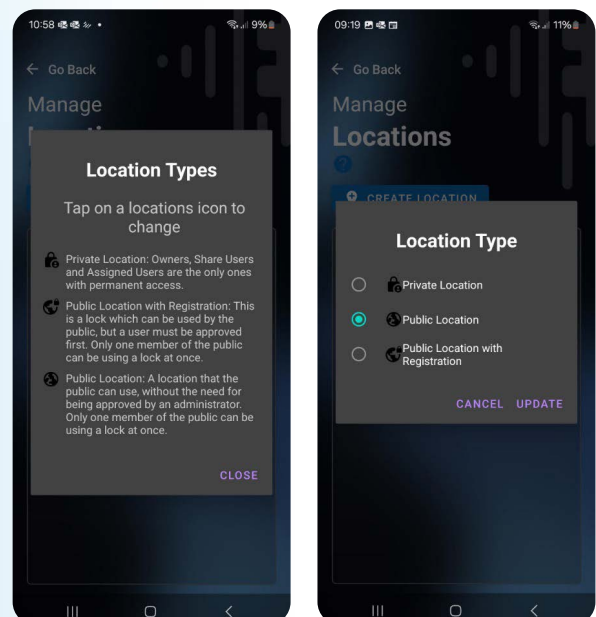 10:58
9%
Go Back
Manage
Location Types
Tap on a locations icon to
change
Private Location: Owners, Share Users
and Assigned Users are the only ones
with permanent access.
Public Location with Registration: This
is a lock which can be used by the
public, but a user must be approved
first. Only one member of the public
can be using a lock at once.
Public Location: A location that the
public can use, without the need for
being approved by an administrator.
Only one member of the public can be
using a lock at once.
CLOSE
09:19
11%
Go Back
Manage
Locations
CREATE LOCATION
Location Type
Private Location
Public Location
Public Location with
Registration
CANCEL UPDATE